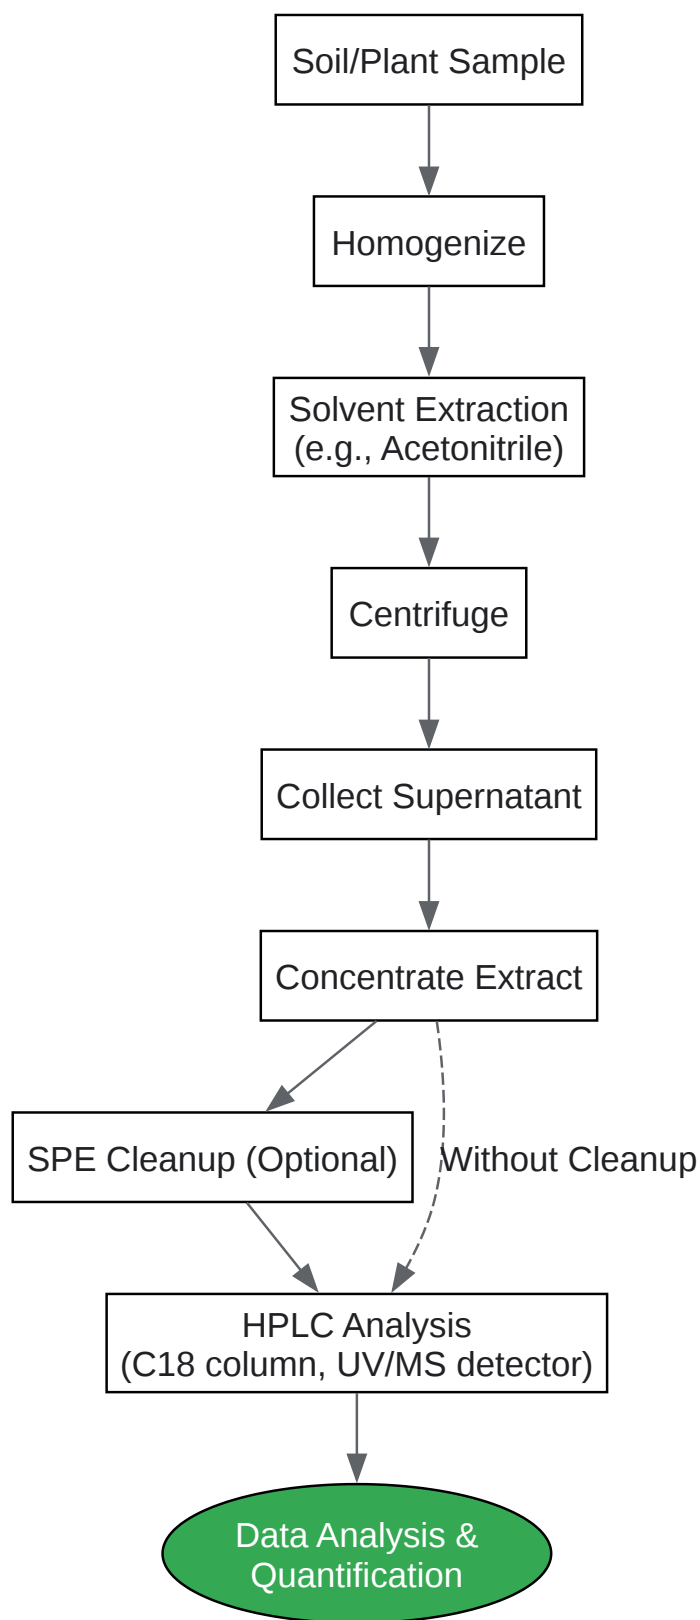 Soil/Plant Sample
Homogenize
Solvent Extraction
(e.g., Acetonitrile)
Centrifuge
Collect Supernatant
Concentrate Extract
SPE Cleanup (Optional)
Without Cleanup
HPLC Analysis
(C18 column, UV/MS detector)
Data Analysis &
Quantification